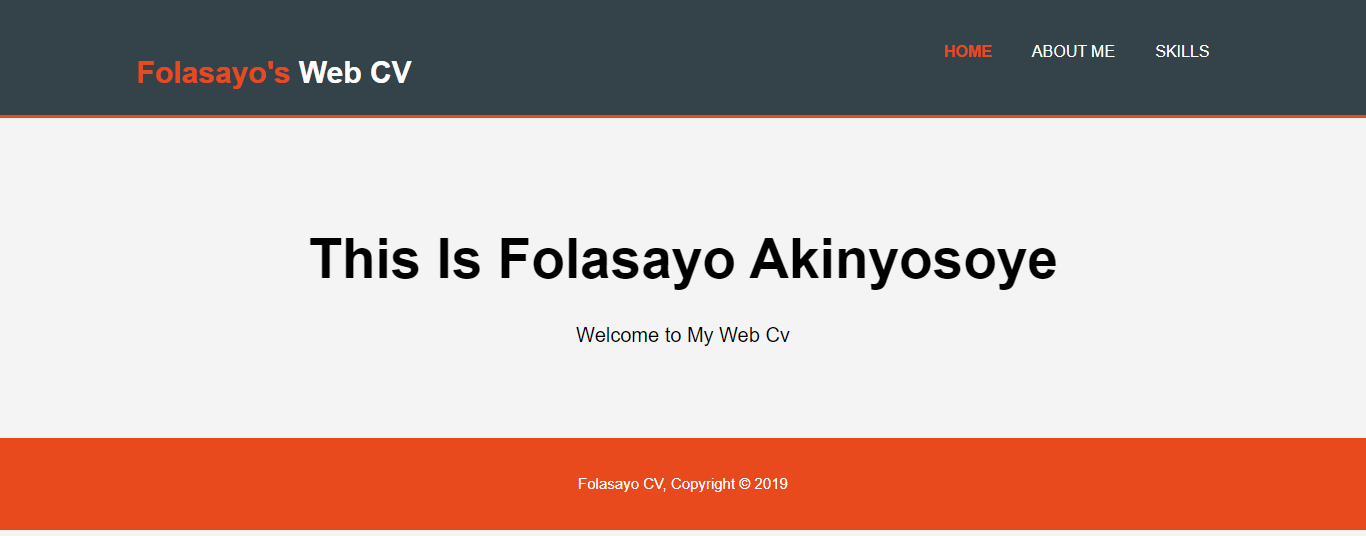 Folasayo's Web CV
HOME ABOUT ME SKILLS
This Is Folasayo Akinyosoye
Welcome to My Web Cv
Folasayo CV, Copyright © 2019